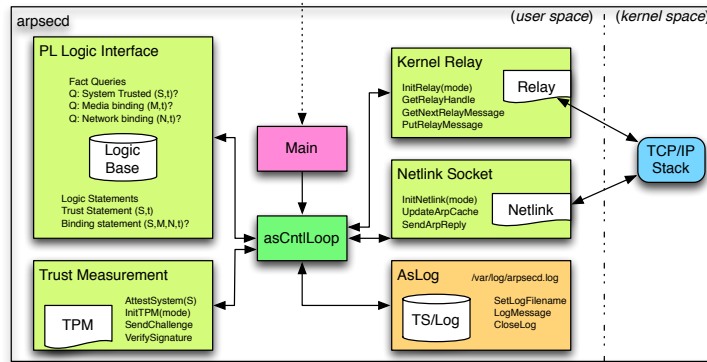 arpsecd
(user space)
(kernel space)
PL Logic Interface
Fact Queries
Q: System Trusted (S,t)?
Q: Media binding (M,t)?
Q: Network binding (N,t)?
Logic
Base
Logic Statements
Trust Statement (S,t)
Binding statement (S,M,N,t)?
Trust Measurement
TPM
AttestSystem(S)
InitTPM(mode)
SendChallenge
VerifySignature
Main
asCntlLoop
Kernel Relay
InitRelay(mode)
GetRelayHandle
GetNextRelayMessage
PutRelayMessage
Relay
Netlink Socket
InitNetlink(mode)
UpdateArpCache
SendArpReply
Netlink
AsLog
/var/log/arpsecd.log
TS/Log
SetLogFilename
LogMessage
CloseLog
TCP/IP
Stack